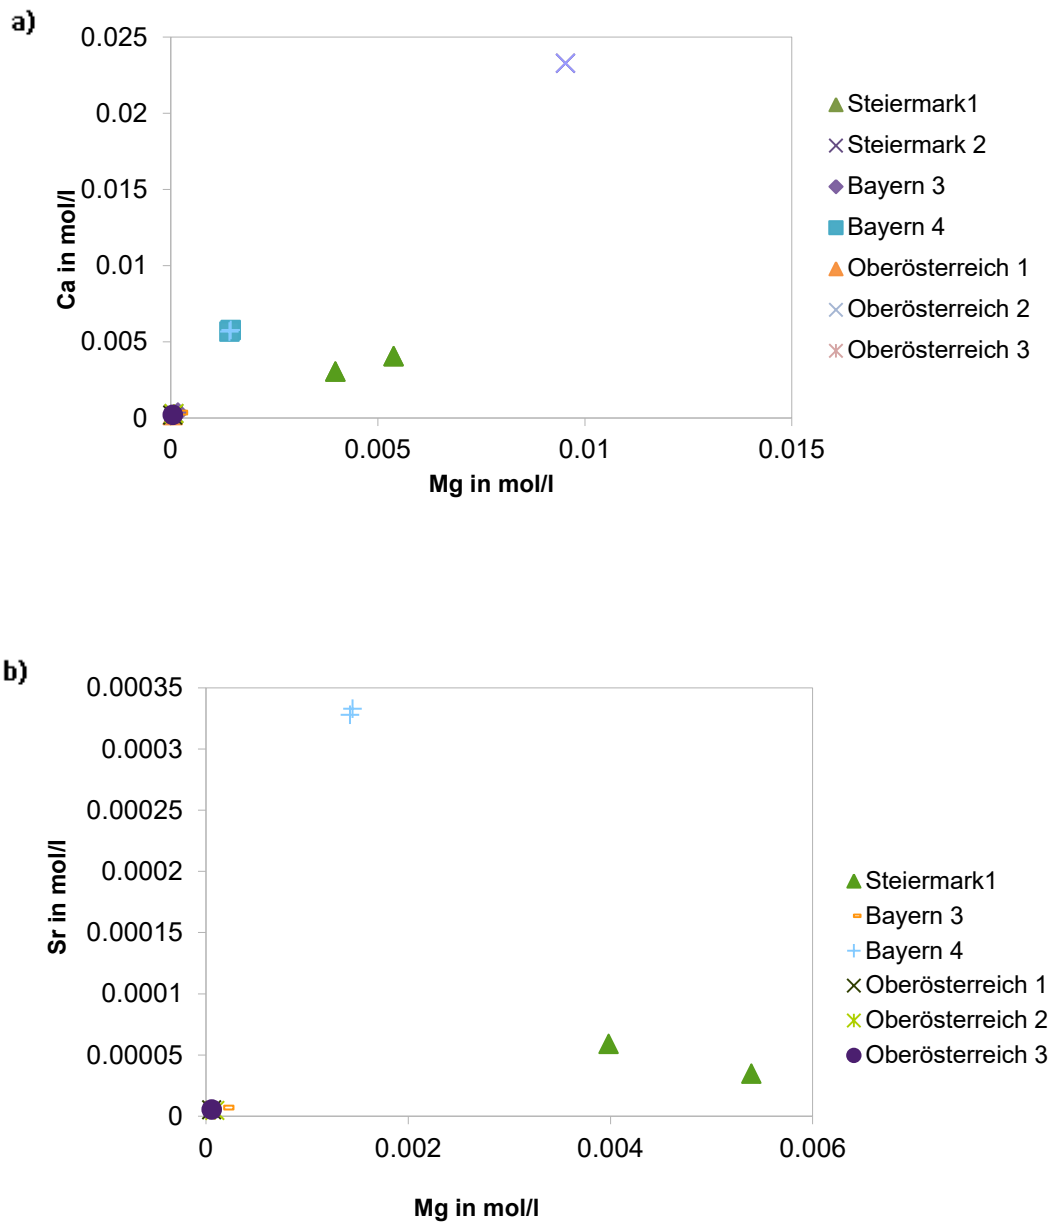 a)
0.025
0.02
0.015
0.01
0.005
0
Ca in mol/l
0
0.005
0.01
0.015
Mg in mol/l
Steiermark1
Steiermark 2
Bayern 3
Bayern 4
Oberösterreich 1
Oberösterreich 2
Oberösterreich 3
b)
0.00035
0.0003
0.00025
0.0002
0.00015
0.0001
0.00005
0
Sr in mol/l
0
0.002
0.004
0.006
Mg in mol/l
Steiermark1
Bayern 3
Bayern 4
Oberösterreich 1
Oberösterreich 2
Oberösterreich 3